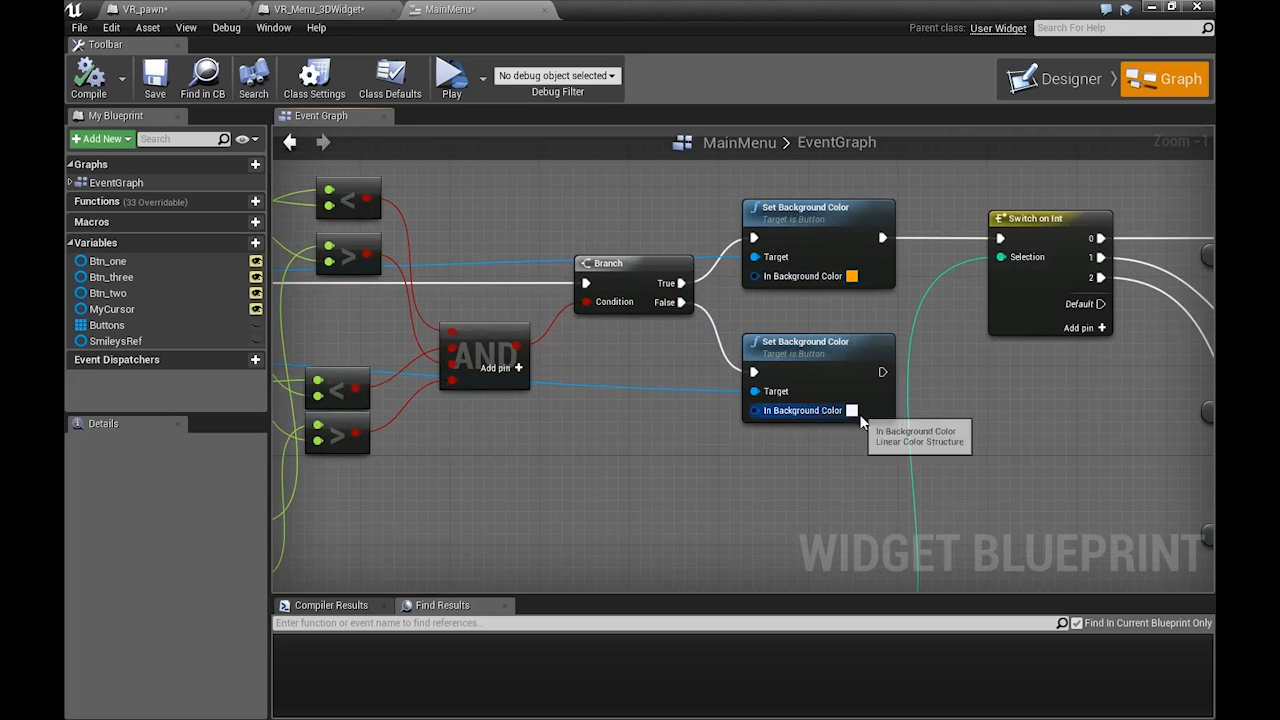 VR_pawn*
VR_Menu_3DWidget*
MainMenu*
File Edit Asset View Debug Window Help
Parent class: User Widget
Search For Help
Toolbar
Compile
Save
Find in CB
Search
Class Settings
Class Defaults
Play
No debug object selected
Debug Filter
Designer
Graph
My Blueprint
Event Graph
Add New
Search
MainMenu > EventGraph
Zoom -1
Graphs
EventGraph
Functions (33 Overridable)
Macros
Variables
Btn_one
Btn_three
Btn_two
MyCursor
Buttons
SmileysRef
Event Dispatchers
Details
<
>
<
>
AND
Add pin +
Branch
True
Condition
False
Set Background Color
Target is Button
Target
In Background Color
Set Background Color
Target is Button
Target
In Background Color
In Background Color
Linear Color Structure
Switch on Int
0
Selection
1
2
Default
Add pin +
WIDGET BLUEPRINT
Compiler Results
Find Results
Enter function or event name to find references...
Find In Current Blueprint Only